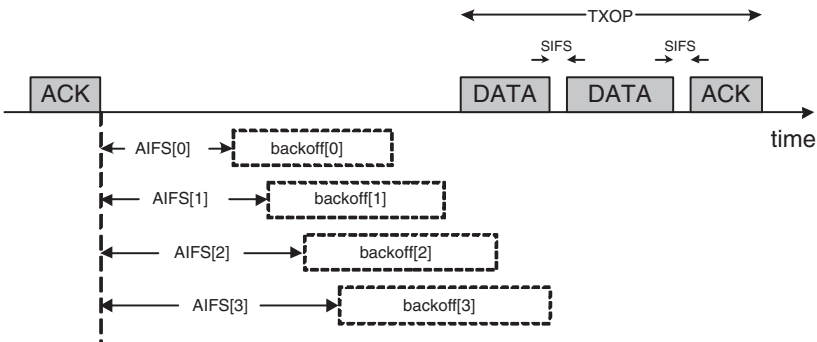 TXOP
SIFS SIFS
ACK DATA DATA ACK
time
AIFS[0] backoff[0]
AIFS[1] backoff[1]
AIFS[2] backoff[2]
AIFS[3] backoff[3]